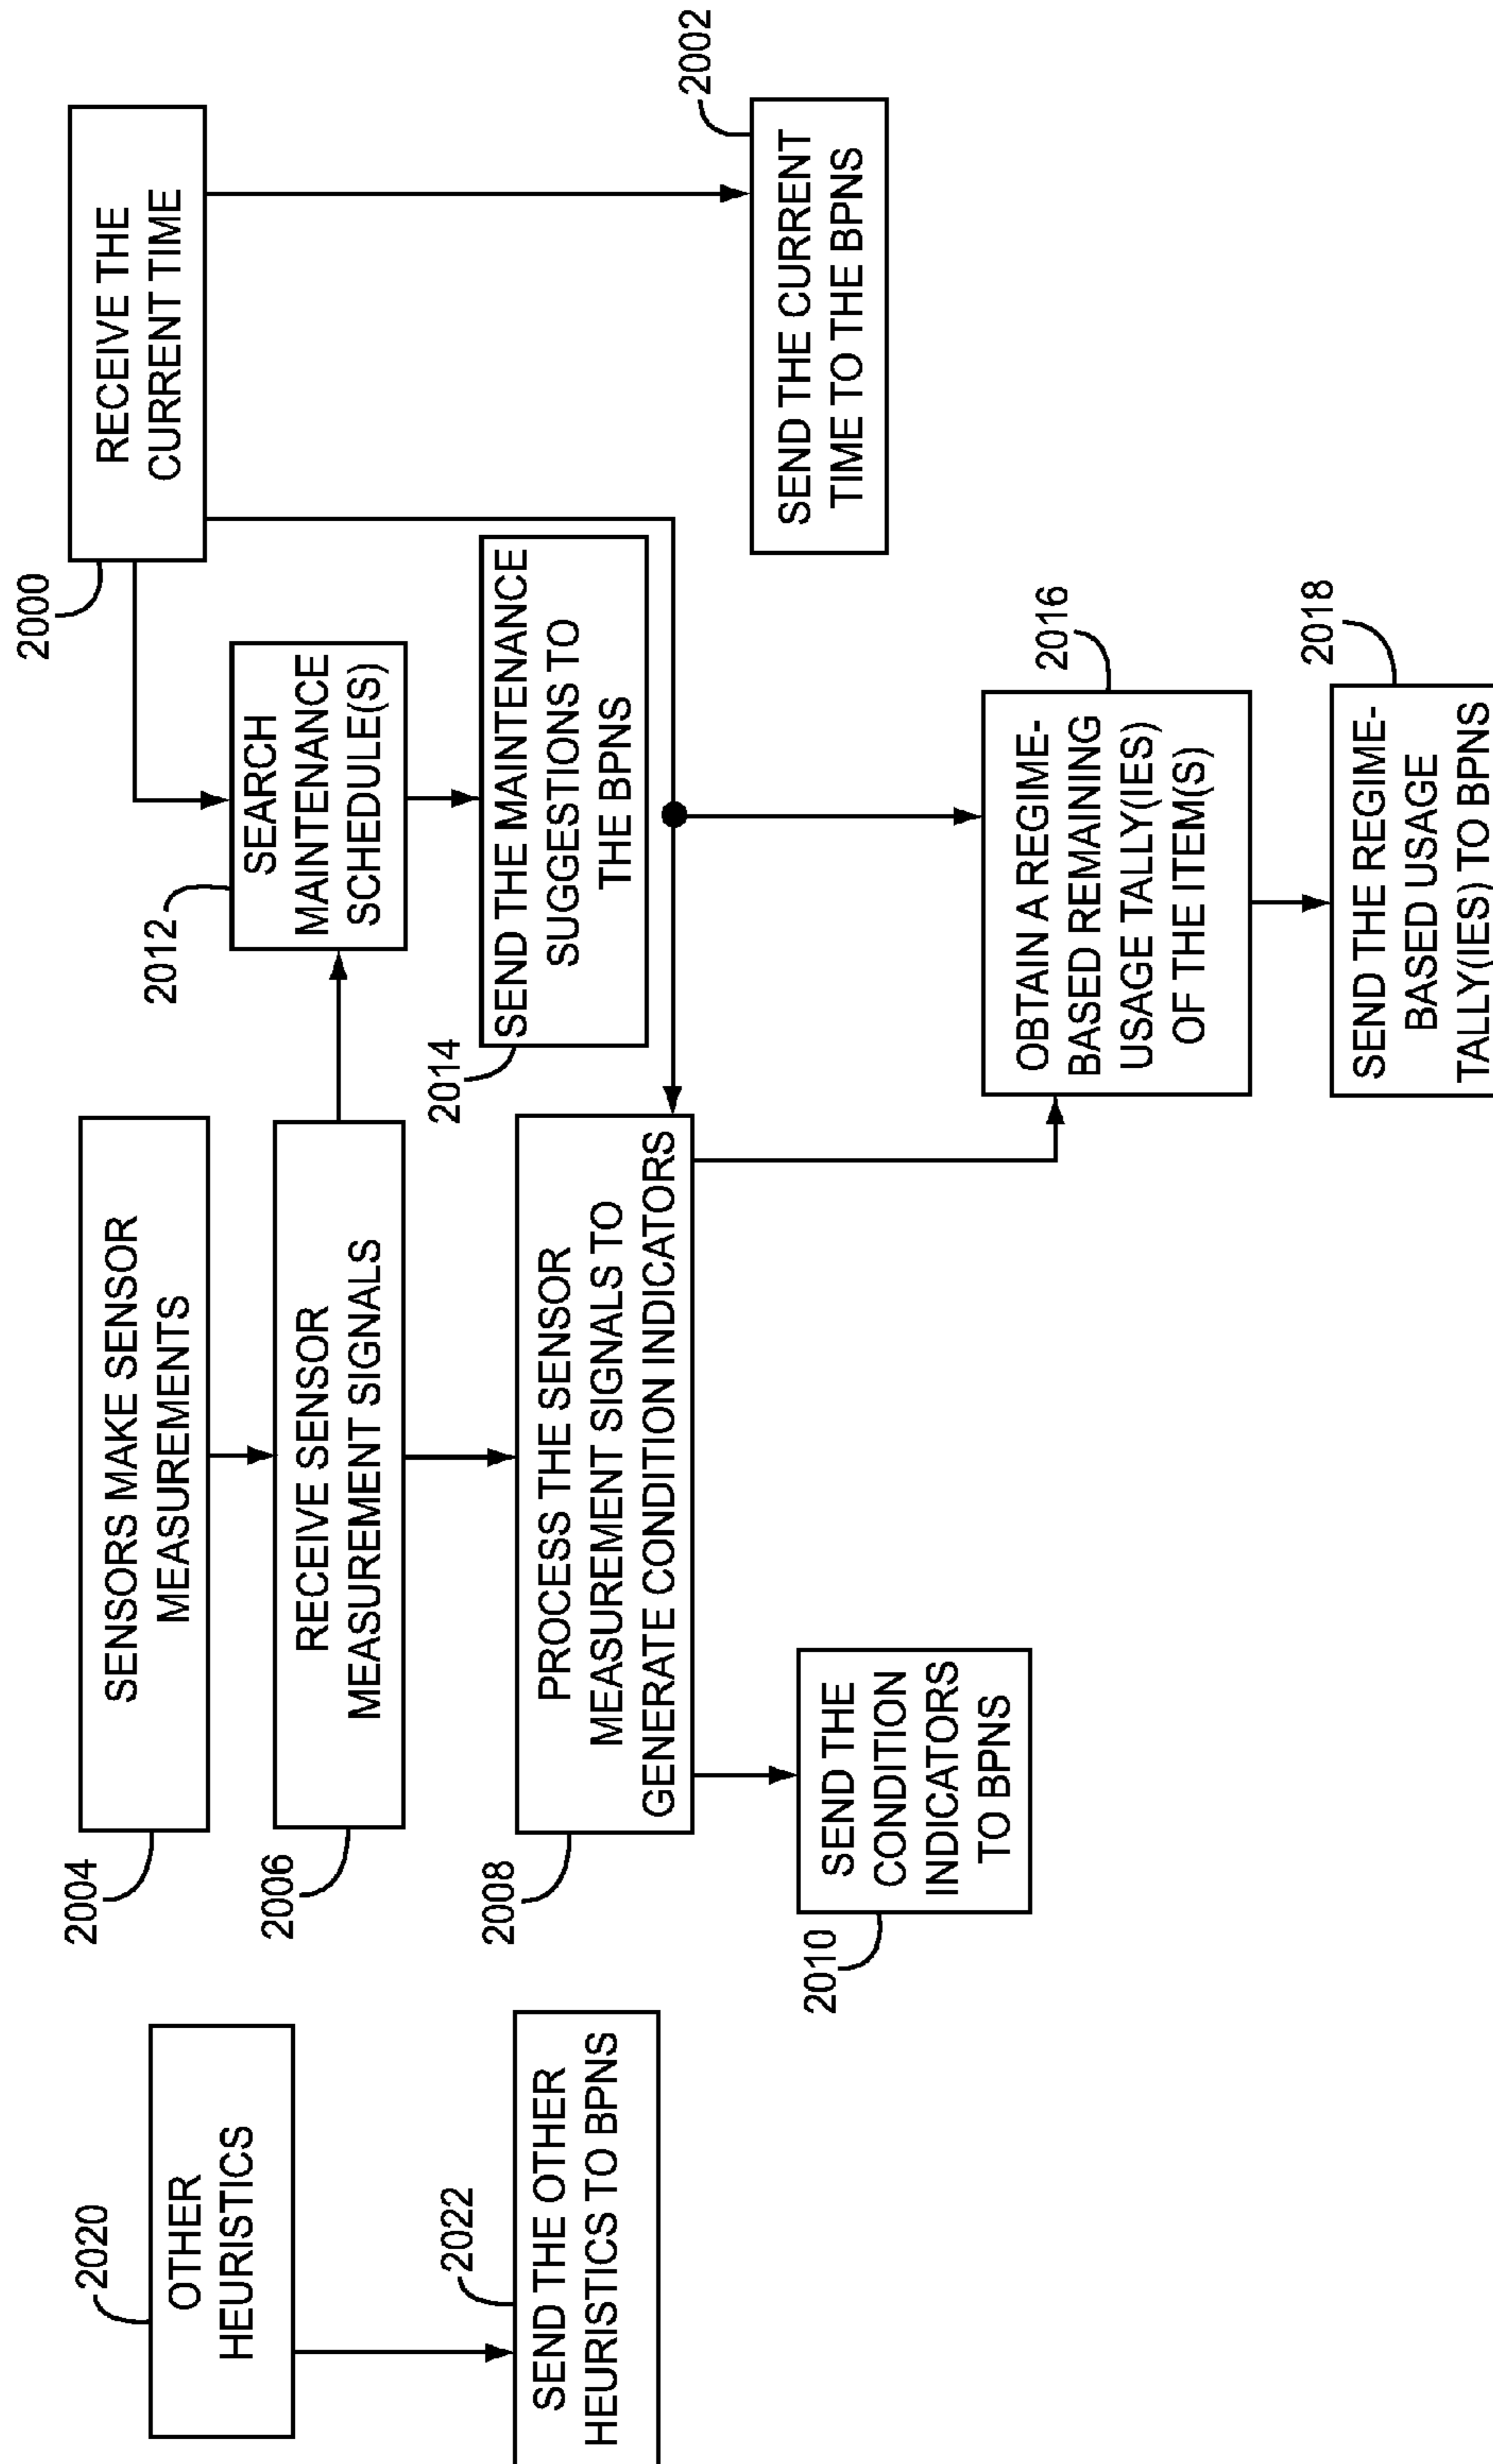 2020
OTHER
HEURISTICS
2022
SEND THE OTHER
HEURISTICS TO BPNS
2004
SENSORS MAKE SENSOR
MEASUREMENTS
2006
RECEIVE SENSOR
MEASUREMENT SIGNALS
2008
PROCESS THE SENSOR
MEASUREMENT SIGNALS TO
GENERATE CONDITION INDICATORS
2010
SEND THE
CONDITION
INDICATORS
TO BPNS
2012
SEARCH
MAINTENANCE
SCHEDULE(S)
2014
SEND THE MAINTENANCE
SUGGESTIONS TO
THE BPNS
2000
RECEIVE THE
CURRENT TIME
2002
SEND THE CURRENT
TIME TO THE BPNS
2016
OBTAIN A REGIME-
BASED REMAINING
USAGE TALLY(IES)
OF THE ITEM(S)
2018
SEND THE REGIME-
BASED USAGE
TALLY(IES) TO BPNS